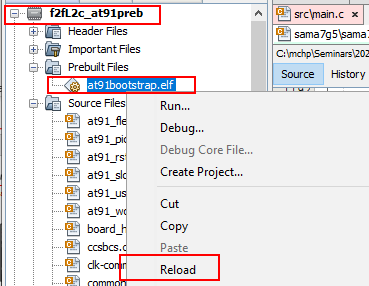 f2fL2c_at91preb
Header Files
Important Files
Prebuilt Files
at91bootstrap.elf
Source Files
at91_fle
at91_pio
at91_rst
at91_slo
at91_us
at91_wo
board_h
ccsbcs.c
clk-comm
common
Run...
Debug...
Debug Core File...
Create Project...
Cut
Copy
Paste
Reload
src\main.c
sama7g5\sama7
C:\mchp\Seminars\202
Source
History